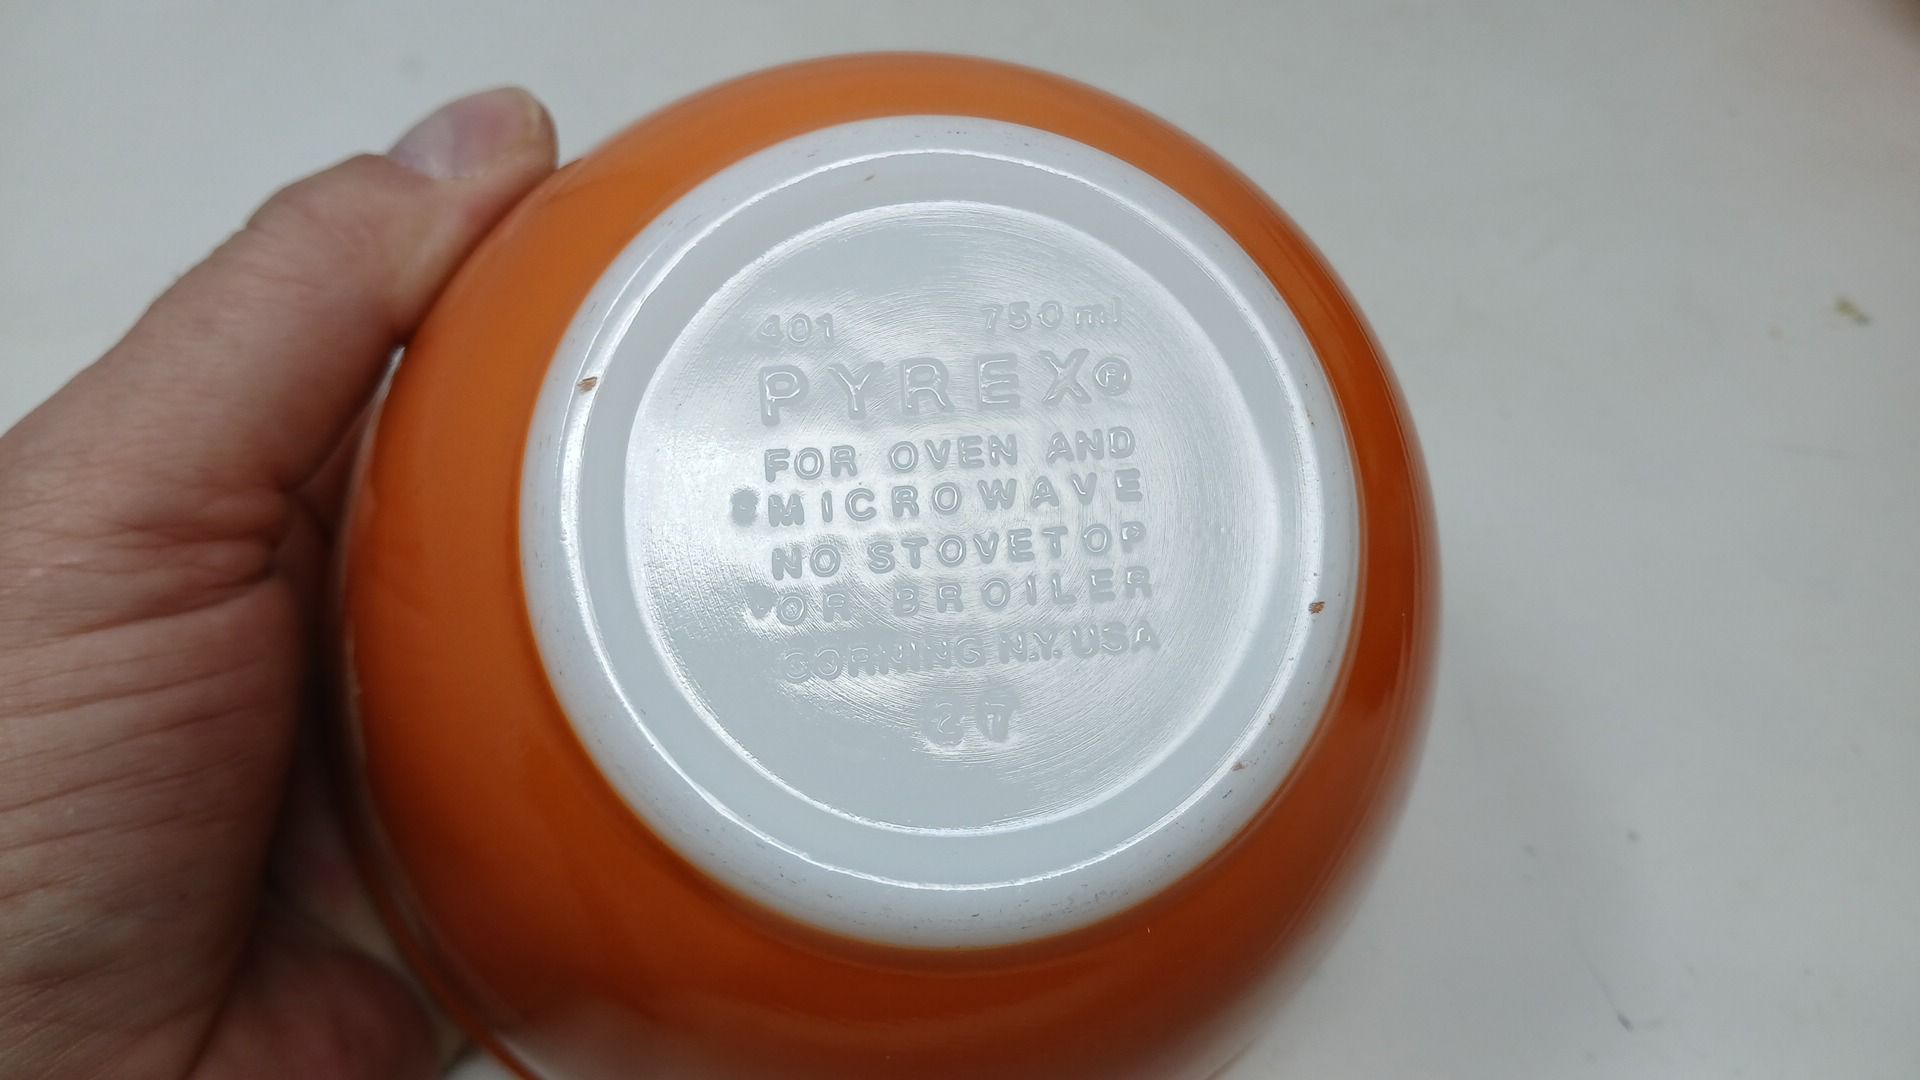 401 750 ml
PYREX®
FOR OVEN AND
MICROWAVE
NO STOVETOP
OR BROILER
CORNING N.Y. USA